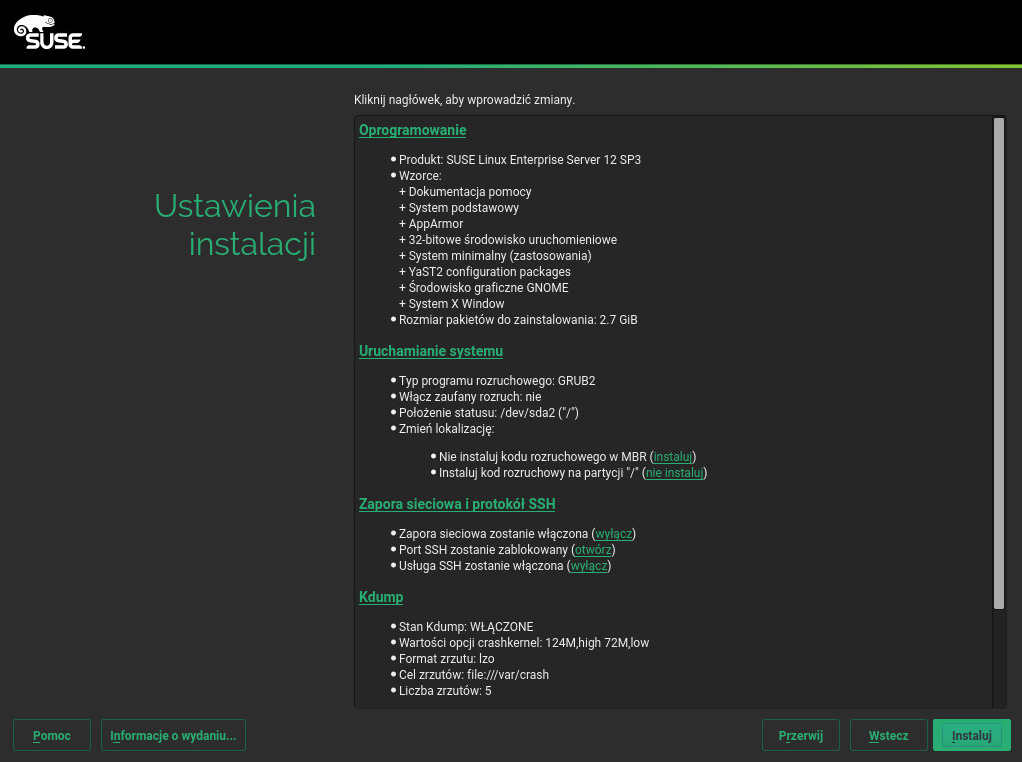 SUSE.
Kliknij nagłówek, aby wprowadzić zmiany.
Ustawienia
instalacji
Oprogramowanie
• Produkt: SUSE Linux Enterprise Server 12 SP3
• Wzorce:
+ Dokumentacja pomocy
+ System podstawowy
+ AppArmor
+ 32-bitowe środowisko uruchomieniowe
+ System minimalny (zastosowania)
+ YaST2 configuration packages
+ Środowisko graficzne GNOME
+ System X Window
• Rozmiar pakietów do zainstalowania: 2.7 GiB
Uruchamianie systemu
• Typ programu rozruchowego: GRUB2
• Włącz zaufany rozruch: nie
• Położenie statusu: /dev/sda2 ("/")
• Zmień lokalizację:
• Nie instaluj kodu rozruchowego w MBR (instaluj)
• Instaluj kod rozruchowy na partycji "/" (nie instaluj)
Zapora sieciowa i protokół SSH
• Zapora sieciowa zostanie włączona (wyłącz)
• Port SSH zostanie zablokowany (otwórz)
• Usługa SSH zostanie włączona (wyłącz)
Kdump
• Stan Kdump: WŁĄCZONE
• Wartości opcji crashkernel: 124M,high 72M,low
• Format zrzutu: lzo
• Cel zrzutów: file:///var/crash
• Liczba zrzutów: 5
Pomoc Informacje o wydaniu... Przerwij Wstecz Instaluj